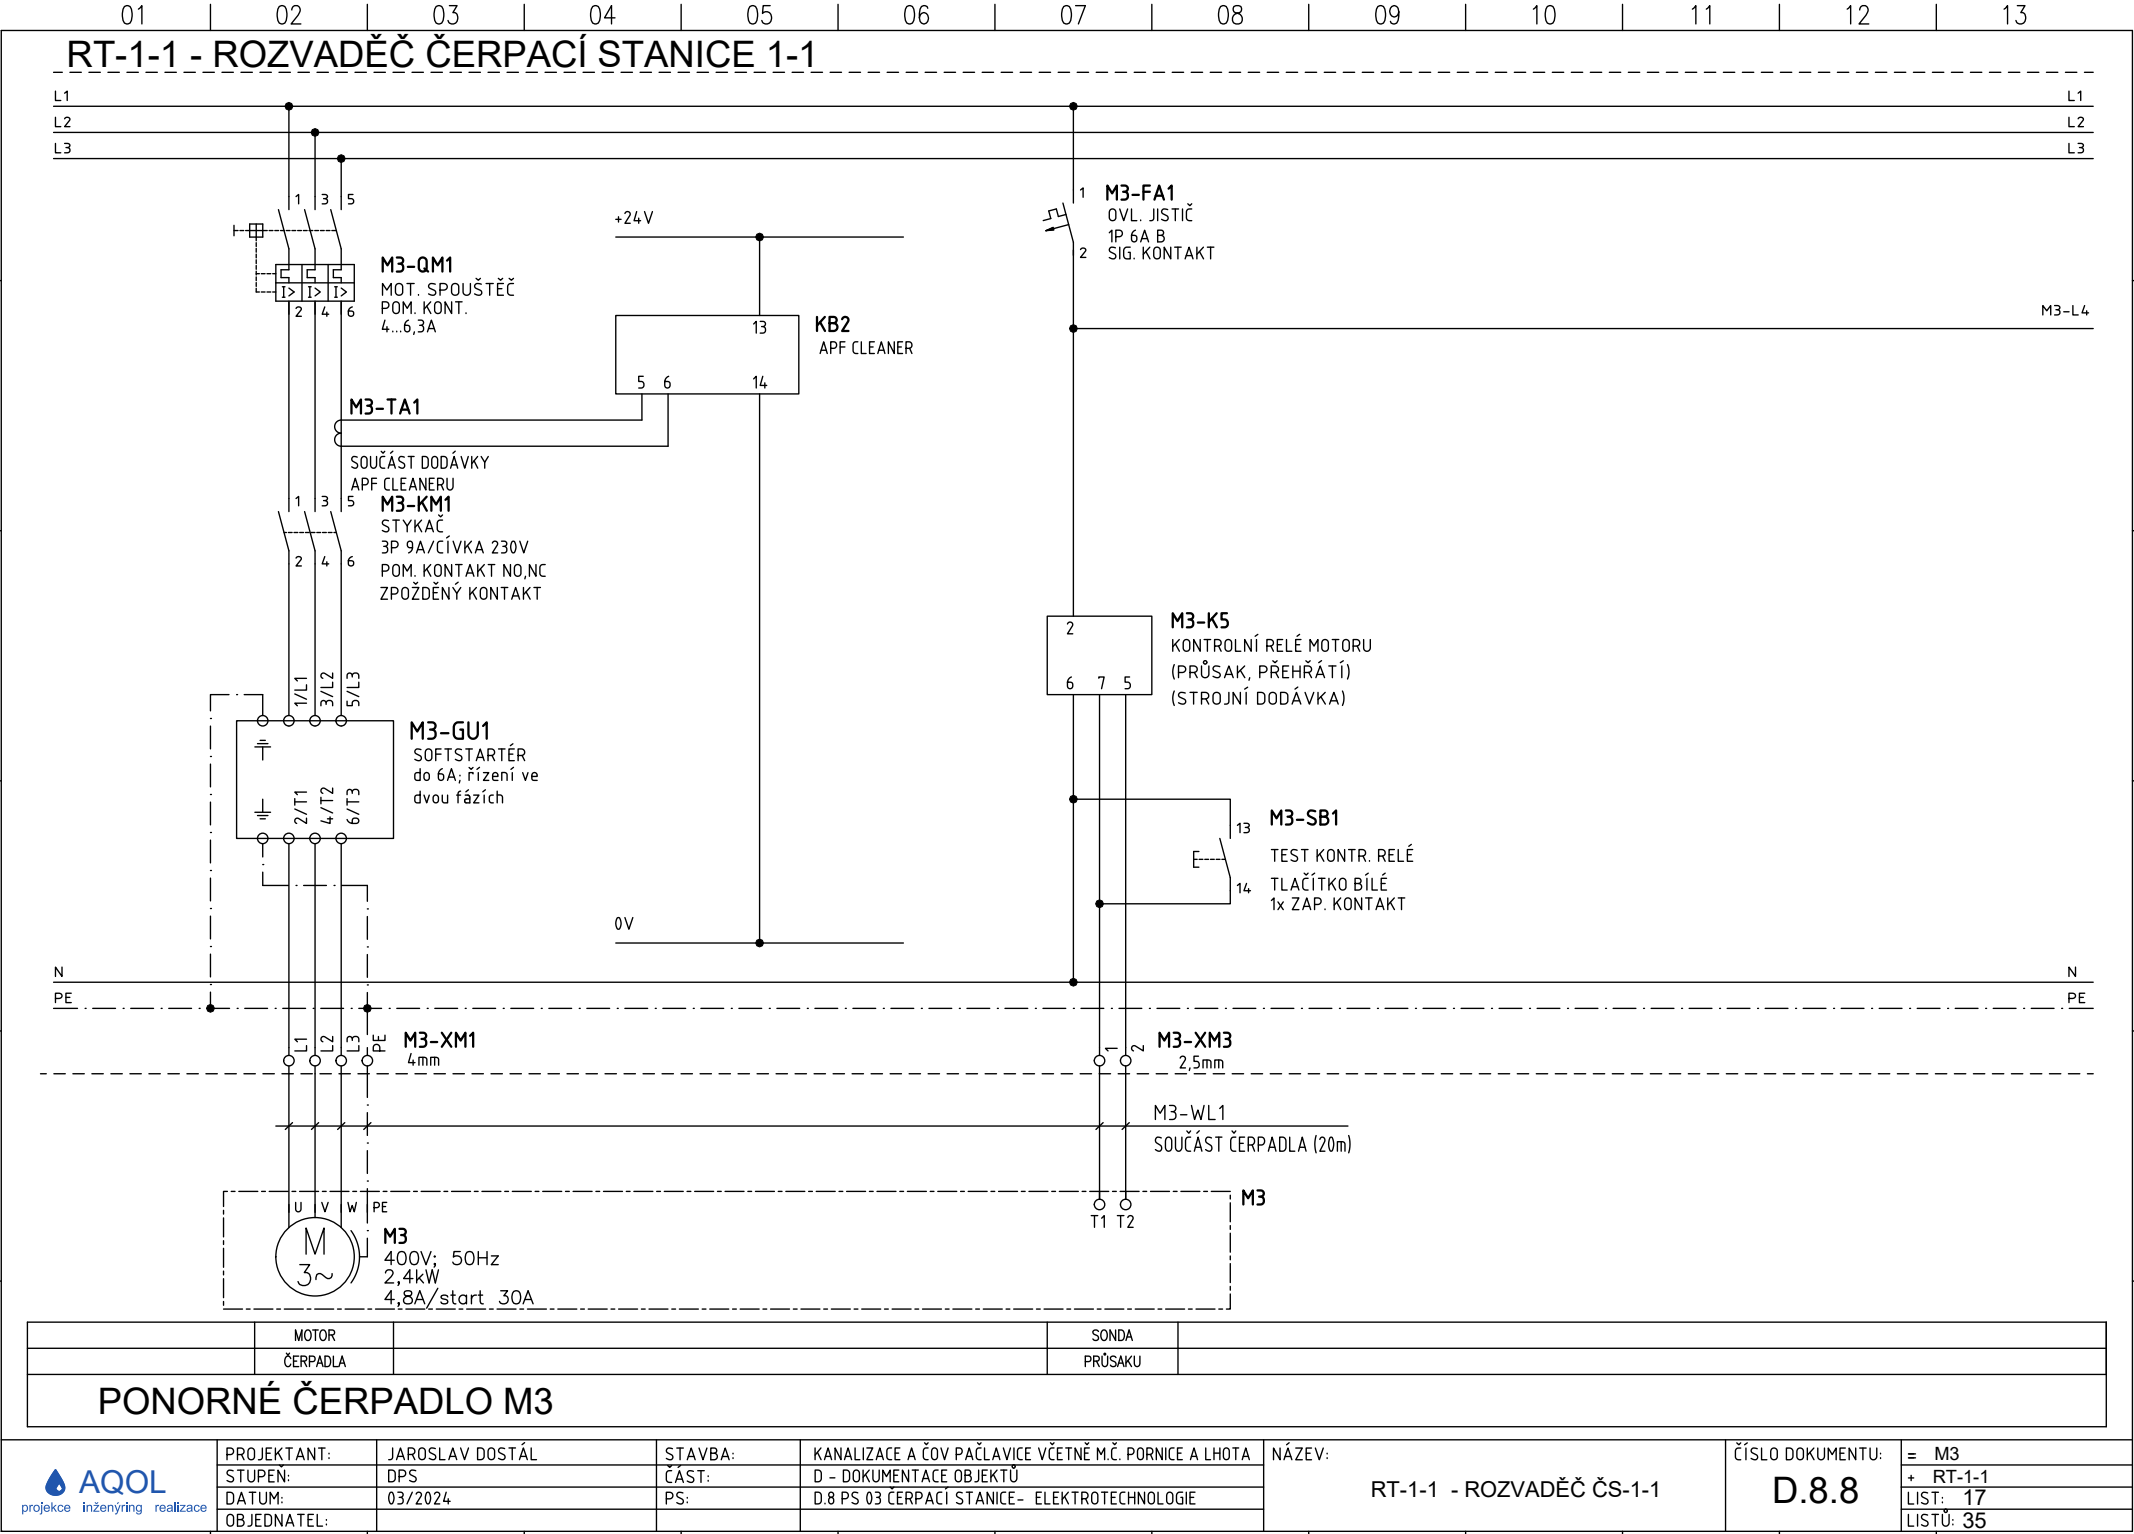 01 02 03 04 05 06 07 08 09 10 11 12 13
RT-1-1 - ROZVADĚČ ČERPACÍ STANICE 1-1
L1 L1
L2 L2
L3 L3
1 3 5
M3-QM1
MOT. SPOUŠTĚČ
POM. KONT.
4...6,3A
I> I> I>
2 4 6
+24V
13
KB2
APF CLEANER
5 6 14
1
M3-FA1
OVL. JISTIČ
1P 6A B
SIG. KONTAKT
2
M3-L4
M3-TA1
SOUČÁST DODÁVKY
APF CLEANERU
1 3 5
M3-KM1
STYKAČ
3P 9A/CÍVKA 230V
POM. KONTAKT NO,NC
ZPOŽDĚNÝ KONTAKT
2 4 6
2
M3-K5
KONTROLNÍ RELÉ MOTORU
(PRŮSAK, PŘEHŘÁTÍ)
(STROJNÍ DODÁVKA)
6 7 5
1/L1 3/L2 5/L3
M3-GU1
SOFTSTARTÉR
do 6A; řízení ve
dvou fázích
2/T1 4/T2 6/T3
13
M3-SB1
TEST KONTR. RELÉ
14
TLAČÍTKO BÍLÉ
1x ZAP. KONTAKT
0V
N N
PE PE
L1 L2 L3 PE
M3-XM1
4mm
1 2
M3-XM3
2,5mm
M3-WL1
SOUČÁST ČERPADLA (20m)
U V W PE
M
3~
M3
400V; 50Hz
2,4kW
4,8A/start 30A
T1 T2
M3
MOTOR SONDA
ČERPADLA PRŮSAKU
PONORNÉ ČERPADLO M3
AQOL
projekce inženýring realizace
PROJEKTANT: JAROSLAV DOSTÁL
STUPEŇ: DPS
DATUM: 03/2024
OBJEDNATEL:
STAVBA: KANALIZACE A ČOV PAČLAVICE VČETNĚ M.Č. PORNICE A LHOTA
ČÁST: D - DOKUMENTACE OBJEKTŮ
PS: D.8 PS 03 ČERPACÍ STANICE- ELEKTROTECHNOLOGIE
NÁZEV:
RT-1-1 - ROZVADĚČ ČS-1-1
ČÍSLO DOKUMENTU:
D.8.8
= M3
+ RT-1-1
LIST: 17
LISTŮ: 35